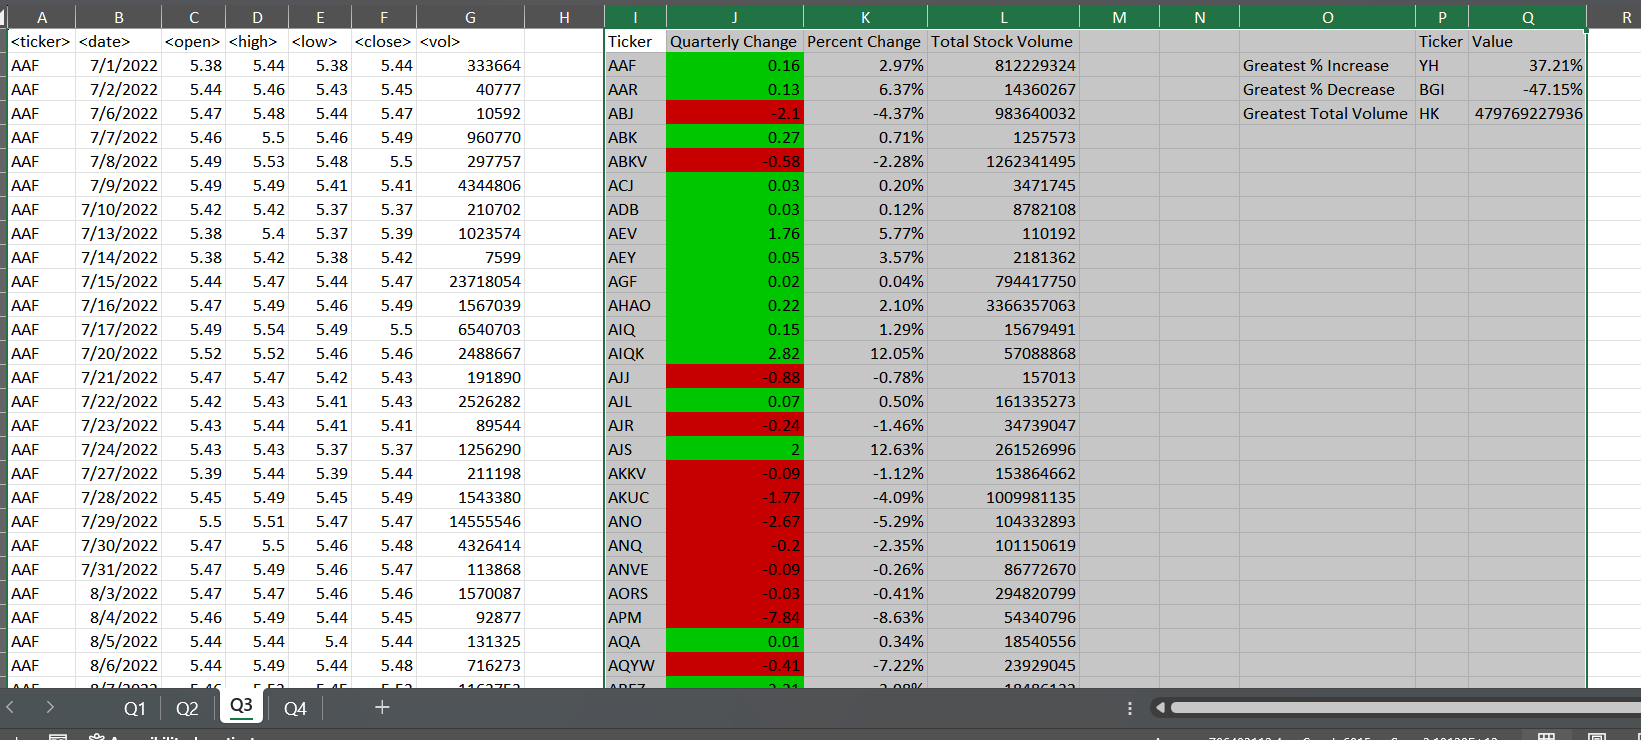 A B C D E F G H I J K L M N O P Q R
<ticker> <date> <open> <high> <low> <close> <vol> Ticker Quarterly Change Percent Change Total Stock Volume Ticker Value
AAF 7/1/2022 5.38 5.44 5.38 5.44 333664 AAF 0.16 2.97% 812229324 Greatest % Increase YH 37.21%
AAF 7/2/2022 5.44 5.46 5.43 5.45 40777 AAR 0.13 6.37% 14360267 Greatest % Decrease BGI -47.15%
AAF 7/6/2022 5.47 5.48 5.44 5.47 10592 ABJ -2.1 -4.37% 983640032 Greatest Total Volume HK 479769227936
AAF 7/7/2022 5.46 5.5 5.46 5.49 960770 ABK 0.27 0.71% 1257573
AAF 7/8/2022 5.49 5.53 5.48 5.5 297757 ABKV -0.58 -2.28% 1262341495
AAF 7/9/2022 5.49 5.49 5.41 5.41 4344806 ACJ 0.03 0.20% 3471745
AAF 7/10/2022 5.42 5.42 5.37 5.37 210702 ADB 0.03 0.12% 8782108
AAF 7/13/2022 5.38 5.4 5.37 5.39 1023574 AEV 1.76 5.77% 110192
AAF 7/14/2022 5.38 5.42 5.38 5.42 7599 AEY 0.05 3.57% 2181362
AAF 7/15/2022 5.44 5.47 5.44 5.47 23718054 AGF 0.02 0.04% 794417750
AAF 7/16/2022 5.47 5.49 5.46 5.49 1567039 AHAO 0.22 2.10% 3366357063
AAF 7/17/2022 5.49 5.54 5.49 5.5 6540703 AIQ 0.15 1.29% 15679491
AAF 7/20/2022 5.52 5.52 5.46 5.46 2488667 AIQK 2.82 12.05% 57088868
AAF 7/21/2022 5.47 5.47 5.42 5.43 191890 AJJ -0.88 -0.78% 157013
AAF 7/22/2022 5.42 5.43 5.41 5.43 2526282 AJL 0.07 0.50% 161335273
AAF 7/23/2022 5.43 5.44 5.41 5.41 89544 AJR -0.24 -1.46% 34739047
AAF 7/24/2022 5.43 5.43 5.37 5.37 1256290 AJS 2 12.63% 261526996
AAF 7/27/2022 5.39 5.44 5.39 5.44 211198 AKKV -0.09 -1.12% 153864662
AAF 7/28/2022 5.45 5.49 5.45 5.49 1543380 AKUC -1.77 -4.09% 1009981135
AAF 7/29/2022 5.5 5.51 5.47 5.47 14555546 ANO -2.67 -5.29% 104332893
AAF 7/30/2022 5.47 5.5 5.46 5.48 4326414 ANQ -0.2 -2.35% 101150619
AAF 7/31/2022 5.47 5.49 5.46 5.47 113868 ANVE -0.09 -0.26% 86772670
AAF 8/3/2022 5.47 5.47 5.46 5.46 1570087 AORS -0.03 -0.41% 294820799
AAF 8/4/2022 5.46 5.49 5.44 5.45 92877 APM -7.84 -8.63% 54340796
AAF 8/5/2022 5.44 5.44 5.4 5.44 131325 AQA 0.01 0.34% 18540556
AAF 8/6/2022 5.44 5.49 5.44 5.48 716273 AQYW -0.41 -7.22% 23929045
Q1 Q2 Q3 Q4